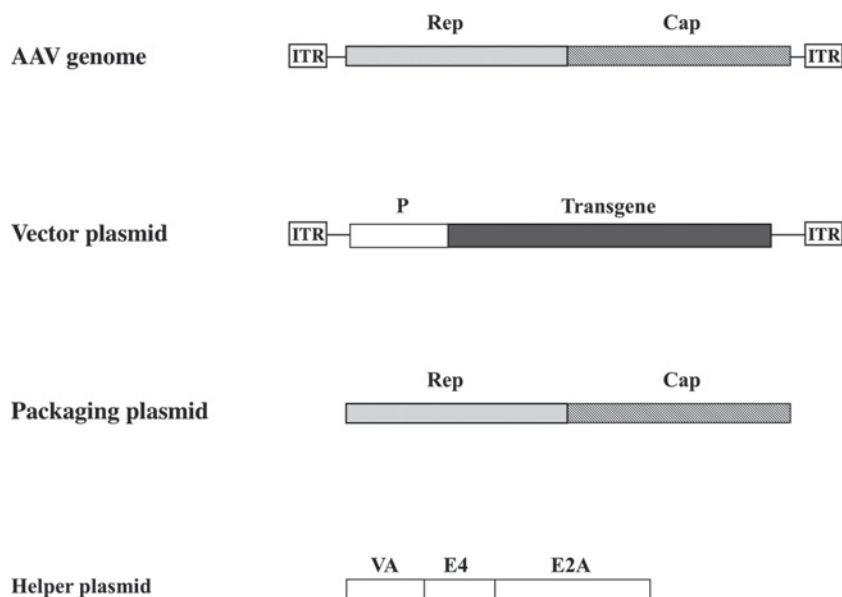 Rep Cap
AAV genome ITR ITR
P Transgene
Vector plasmid ITR ITR
Rep Cap
Packaging plasmid
VA E4 E2A
Helper plasmid